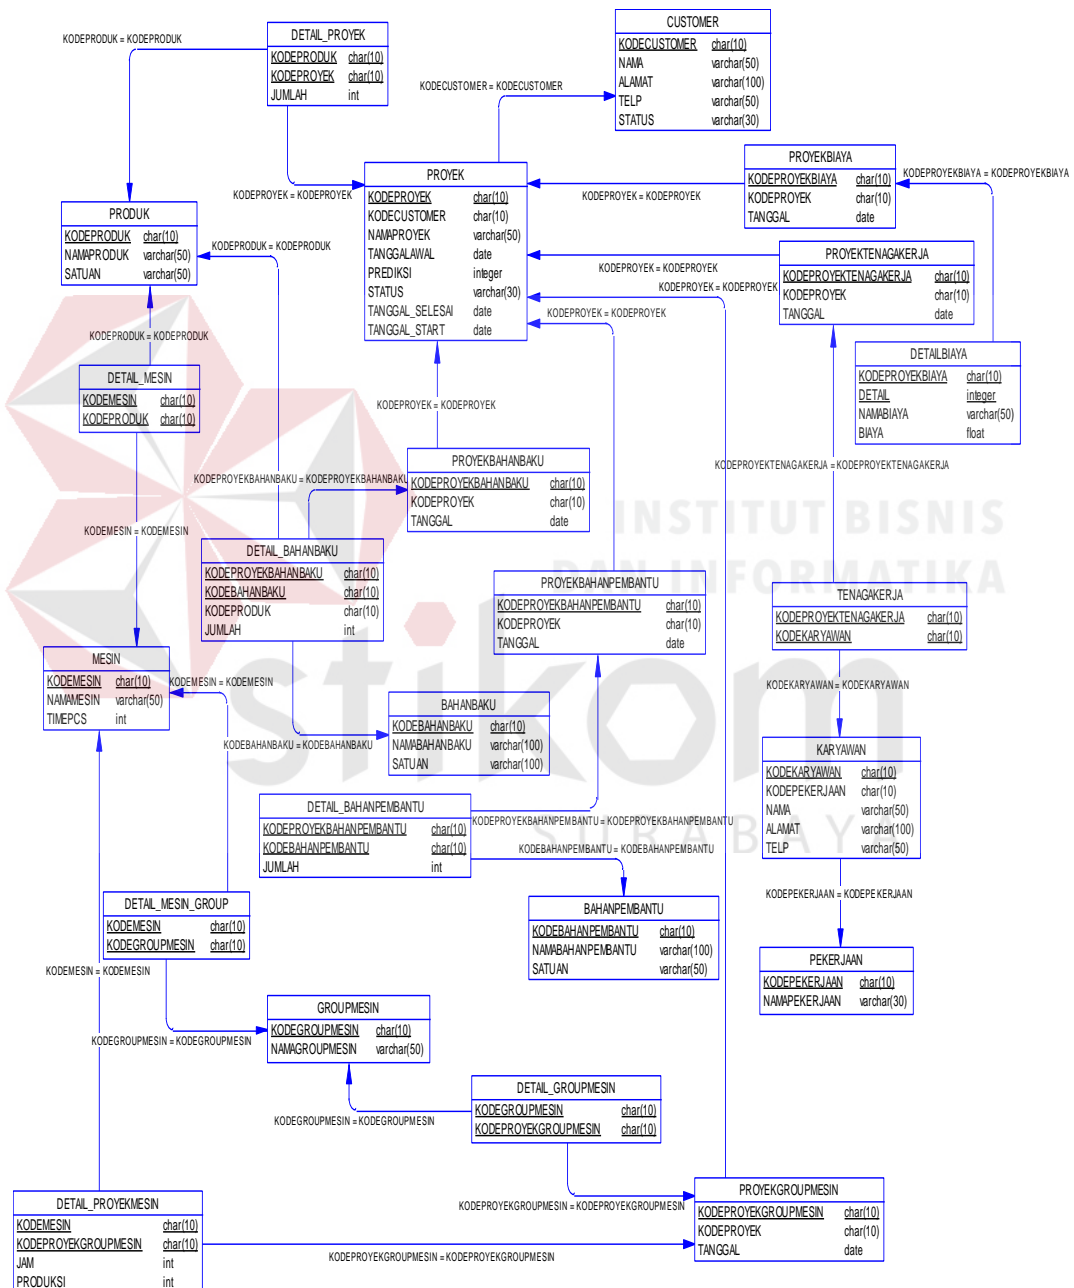 CUSTOMER
KODECUSTOMER char(10)
NAMA varchar(50)
ALAMAT varchar(100)
TELP varchar(50)
STATUS varchar(30)
DETAIL_PROYEK
KODEPRODUK char(10)
KODEPROYEK char(10)
JUMLAH int
KODEPRODUK = KODEPRODUK
KODECUSTOMER = KODECUSTOMER
KODEPROYEK = KODEPROYEK
PROYEK
KODEPROYEK char(10)
KODECUSTOMER char(10)
NAMAPROYEK varchar(50)
TANGGALAWAL date
PREDIKSI integer
STATUS varchar(30)
TANGGAL_SELESAI date
TANGGAL_START date
PROYEKBIAYA
KODEPROYEKBIAYA char(10)
KODEPROYEK char(10)
TANGGAL date
KODEPROYEKBIAYA = KODEPROYEKBIAYA
KODEPROYEK = KODEPROYEK
PRODUK
KODEPRODUK char(10)
NAMAPRODUK varchar(50)
SATUAN varchar(50)
KODEPRODUK = KODEPRODUK
PROYEKTENAGAKERJA
KODEPROYEKTENAGAKERJA char(10)
KODEPROYEK char(10)
TANGGAL date
KODEPROYEK = KODEPROYEK
KODEPROYEK = KODEPROYEK
KODEPROYEK = KODEPROYEK
KODEPRODUK = KODEPRODUK
DETAILBIAYA
KODEPROYEKBIAYA char(10)
DETAIL integer
NAMABIAYA varchar(50)
BIAYA float
DETAIL_MESIN
KODEMESIN char(10)
KODEPRODUK char(10)
KODEPROYEK = KODEPROYEK
KODEPROYEKTENAGAKERJA = KODEPROYEKTENAGAKERJA
PROYEKBAHANBAKU
KODEPROYEKBAHANBAKU char(10)
KODEPROYEK char(10)
TANGGAL date
KODEPROYEKBAHANBAKU = KODEPROYEKBAHANBAKU
INSTITUT BISNIS
DAN INFORMATIKA
KODEMESIN = KODEMESIN
DETAIL_BAHANBAKU
KODEPROYEKBAHANBAKU char(10)
KODEBAHANBAKU char(10)
KODEPRODUK char(10)
JUMLAH int
PROYEKBAHANPEMBANTU
KODEPROYEKBAHANPEMBANTU char(10)
KODEPROYEK char(10)
TANGGAL date
TENAGAKERJA
KODEPROYEKTENAGAKERJA char(10)
KODEKARYAWAN char(10)
MESIN
KODEMESIN char(10)
NAMAMESIN varchar(50)
TIMEPCS int
KODEMESIN = KODEMESIN
KODEKARYAWAN = KODEKARYAWAN
stikom
SURABAYA
BAHANBAKU
KODEBAHANBAKU char(10)
NAMABAHANBAKU varchar(100)
SATUAN varchar(100)
KODEBAHANBAKU = KODEBAHANBAKU
KARYAWAN
KODEKARYAWAN char(10)
KODEPEKERJAAN char(10)
NAMA varchar(50)
ALAMAT varchar(100)
TELP varchar(50)
DETAIL_BAHANPEMBANTU
KODEPROYEKBAHANPEMBANTU char(10)
KODEBAHANPEMBANTU char(10)
JUMLAH int
KODEPROYEKBAHANPEMBANTU = KODEPROYEKBAHANPEMBANTU
KODEBAHANPEMBANTU = KODEBAHANPEMBANTU
KODEPEKERJAAN = KODEPEKERJAAN
DETAIL_MESIN_GROUP
KODEMESIN char(10)
KODEGROUPMESIN char(10)
BAHANPEMBANTU
KODEBAHANPEMBANTU char(10)
NAMABAHANPEMBANTU varchar(100)
SATUAN varchar(50)
PEKERJAAN
KODEPEKERJAAN char(10)
NAMAPEKERJAAN varchar(30)
KODEMESIN = KODEMESIN
GROUPMESIN
KODEGROUPMESIN char(10)
NAMAGROUPMESIN varchar(50)
KODEGROUPMESIN = KODEGROUPMESIN
DETAIL_GROUPMESIN
KODEGROUPMESIN char(10)
KODEPROYEKGROUPMESIN char(10)
KODEGROUPMESIN = KODEGROUPMESIN
KODEPROYEKGROUPMESIN = KODEPROYEKGROUPMESIN
PROYEKGROUPMESIN
KODEPROYEKGROUPMESIN char(10)
KODEPROYEK char(10)
TANGGAL date
DETAIL_PROYEKMESIN
KODEMESIN char(10)
KODEPROYEKGROUPMESIN char(10)
JAM int
PRODUKSI int
KODEPROYEKGROUPMESIN = KODEPROYEKGROUPMESIN